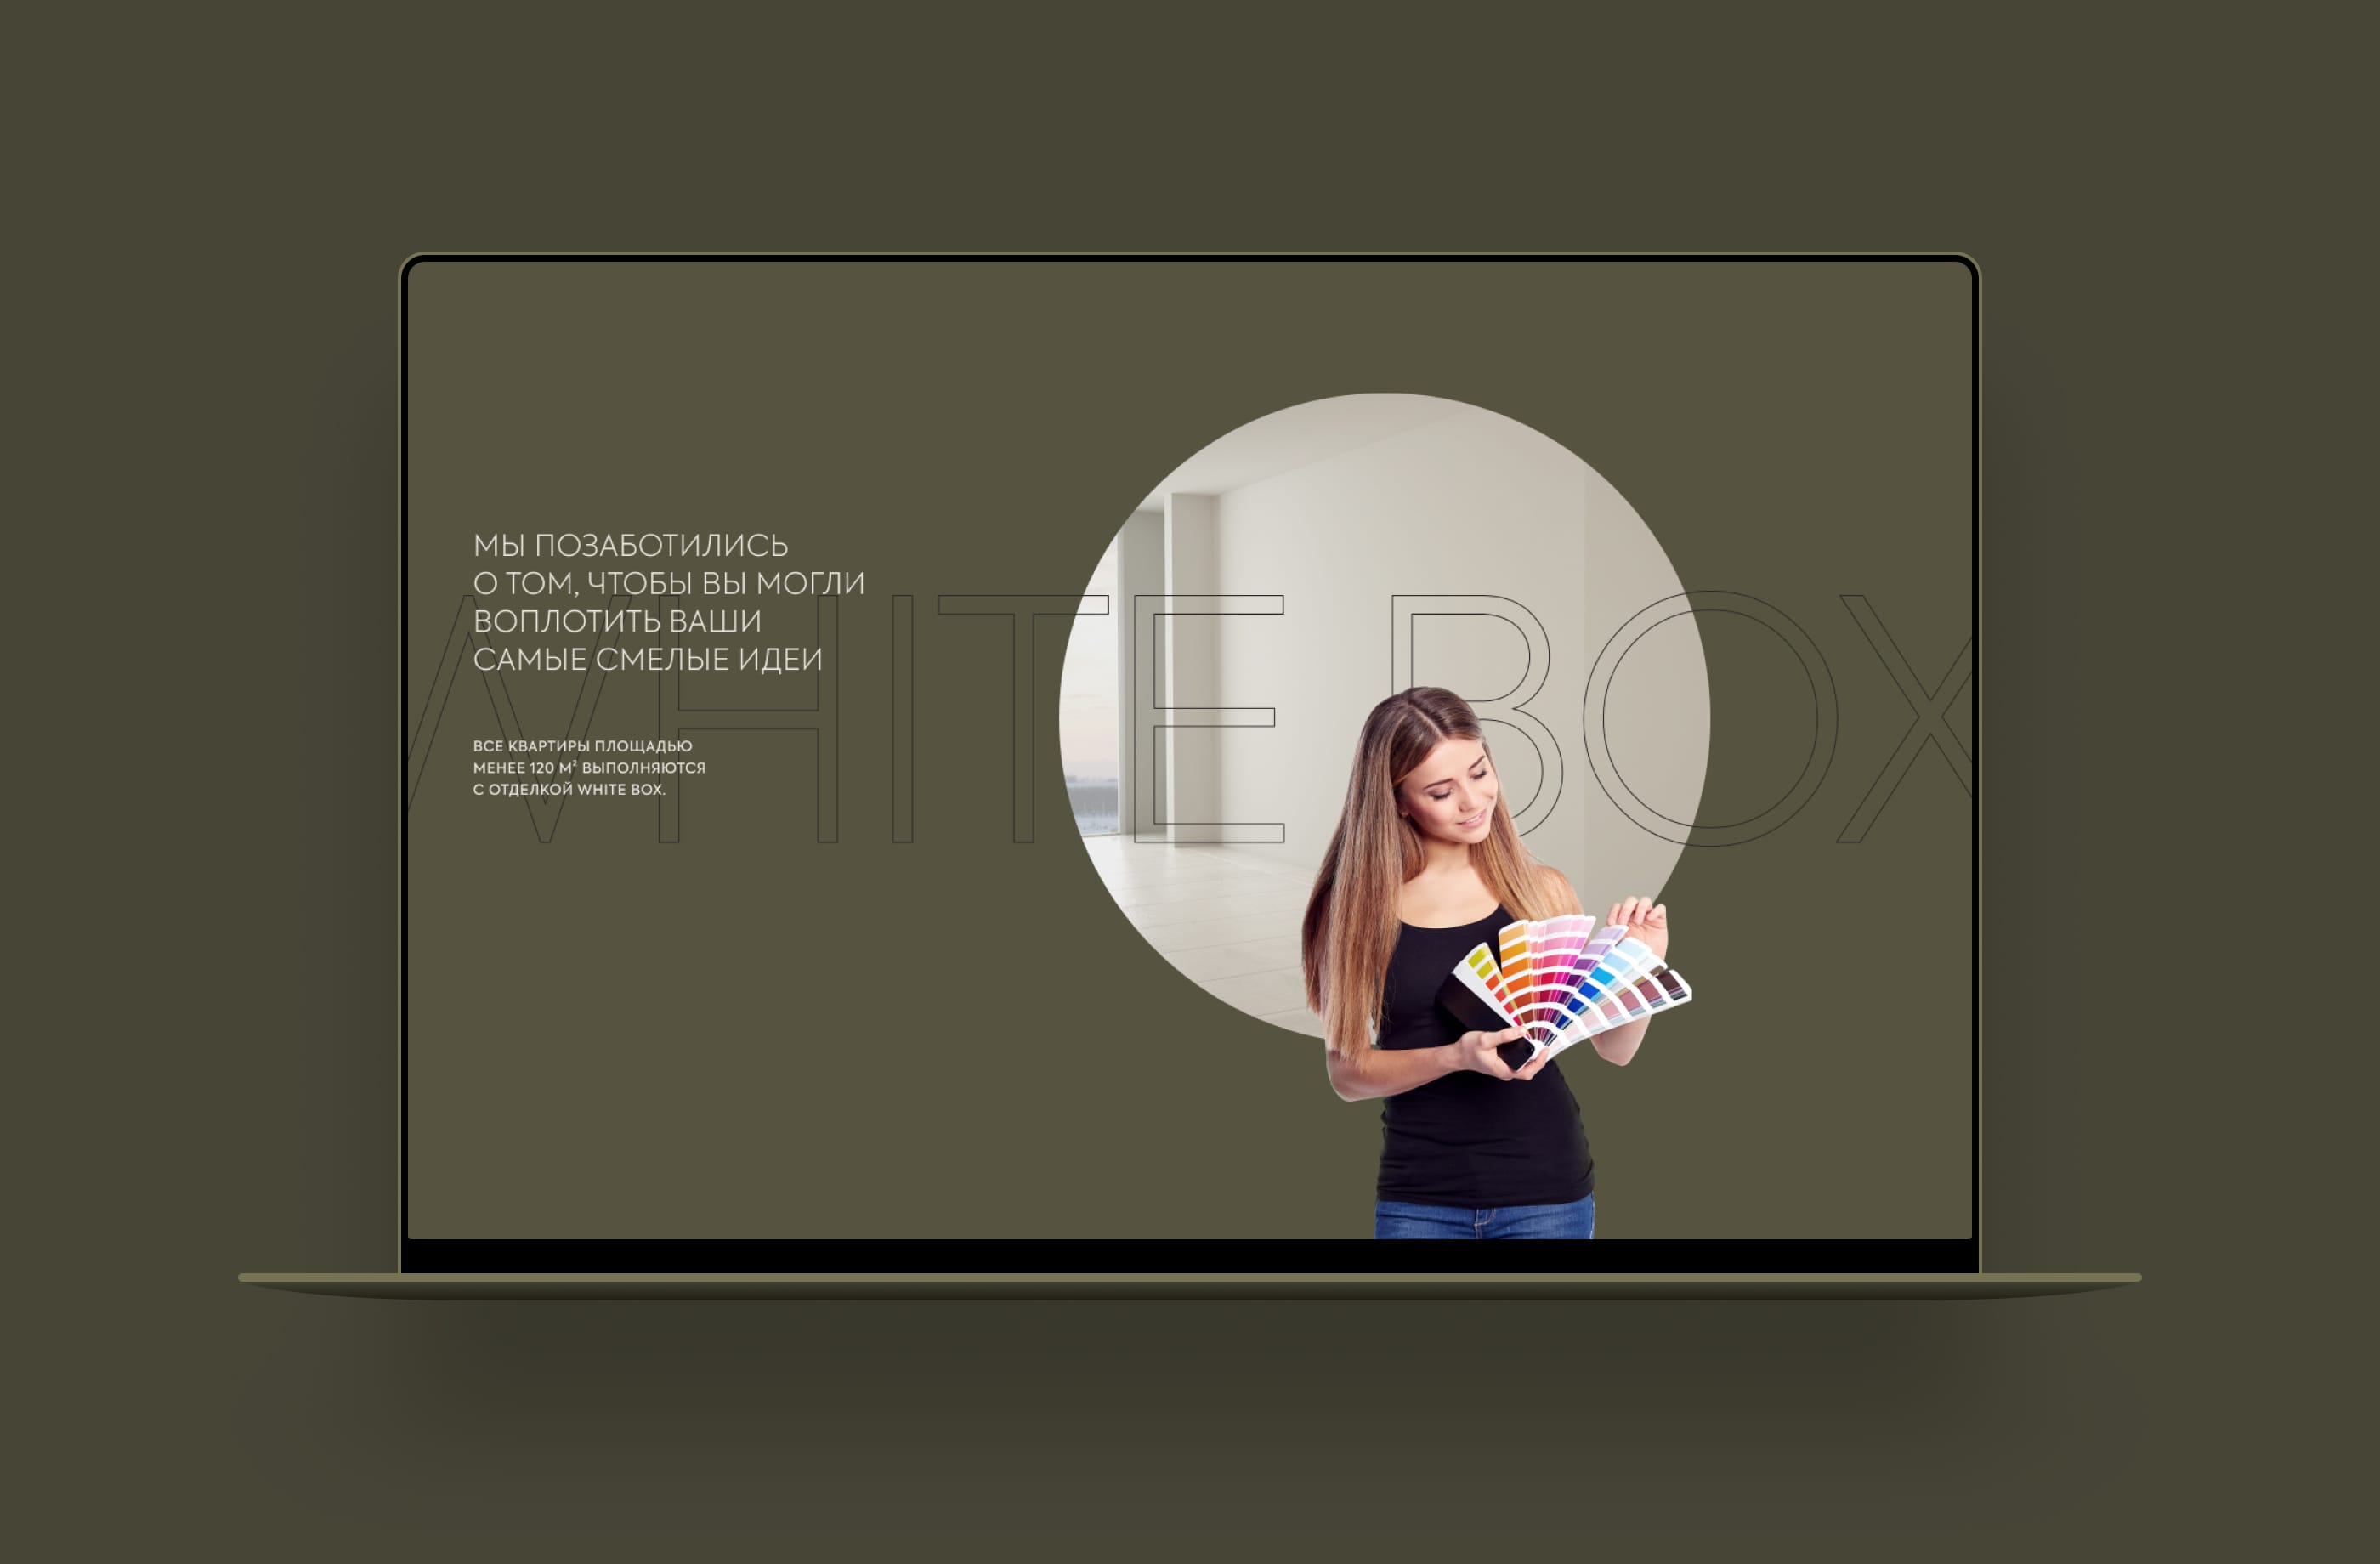 МЫ ПОЗАБОТИЛИСЬ
О ТОМ, ЧТОБЫ ВЫ МОГЛИ
ВОПЛОТИТЬ ВАШИ
САМЫЕ СМЕЛЫЕ ИДЕИ
WHITE BOX
ВСЕ КВАРТИРЫ ПЛОЩАДЬЮ
МЕНЕЕ 120 М² ВЫПОЛНЯЮТСЯ
С ОТДЕЛКОЙ WHITE BOX.